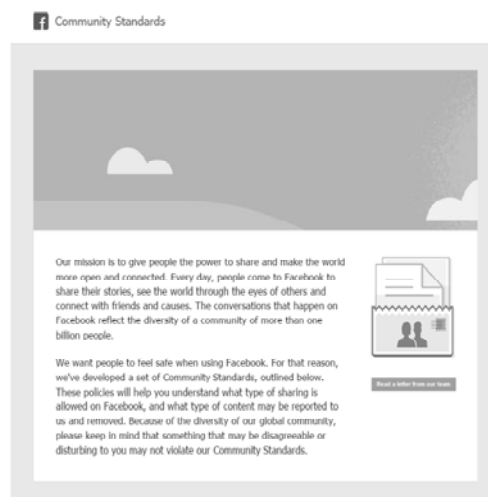 Community Standards
Our mission is to give people the power to share and make the world
more open and connected. Every day, people come to Facebook to
share their stories, see the world through the eyes of others and
connect with friends and causes. The conversations that happen on
Facebook reflect the diversity of a community of more than one
billion people.
We want people to feel safe when using Facebook. For that reason,
we've developed a set of Community Standards, outlined below.
These policies will help you understand what type of sharing is
allowed on Facebook, and what type of content may be reported to
us and removed. Because of the diversity of our global community,
please keep in mind that something that may be disagreeable or
disturbing to you may not violate our Community Standards.
Read a letter from our team